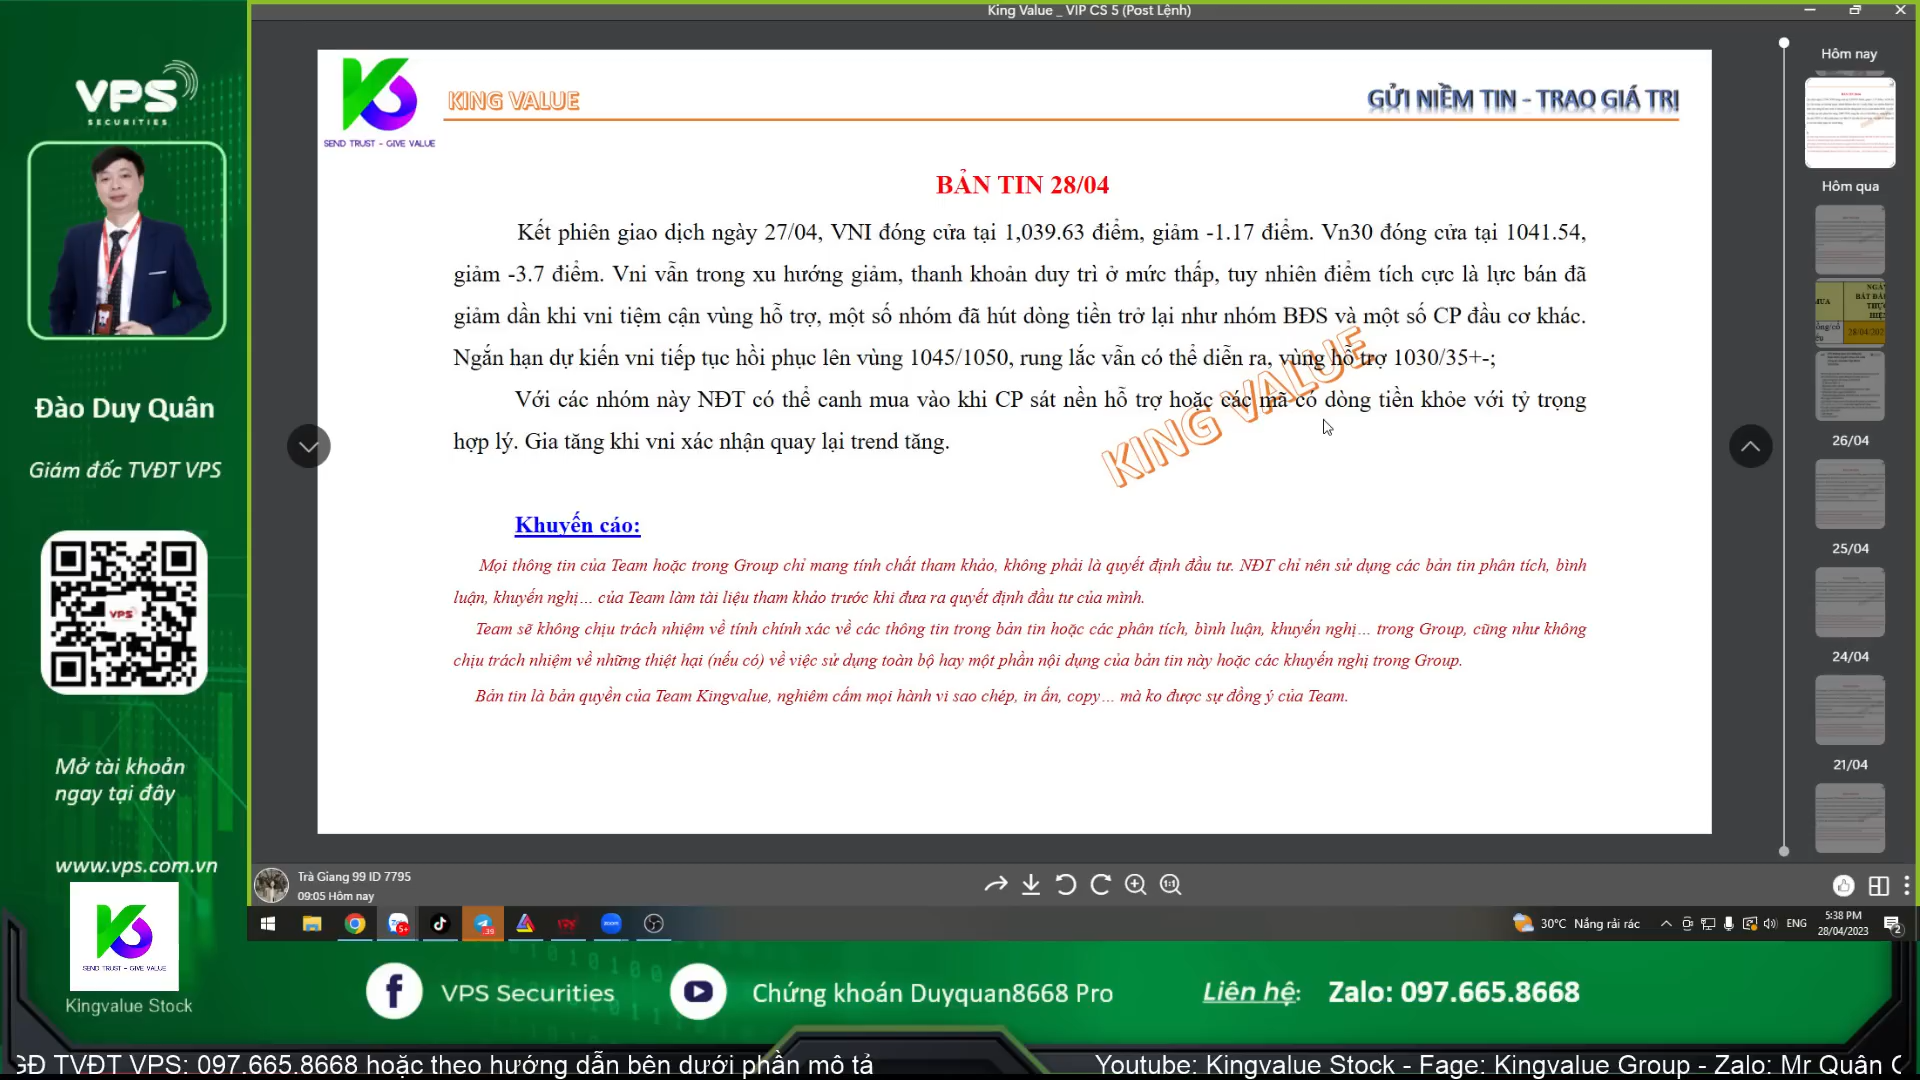 King Value _ VIP CS 5 (Post Lệnh)
VPS
SECURITIES
Đào Duy Quân
Giám đốc TVĐT VPS
VPS
Mở tài khoản
ngay tại đây
www.vps.com.vn
SEND TRUST - GIVE VALUE
Kingvalue Stock
SEND TRUST - GIVE VALUE
KING VALUE
GỬI NIỀM TIN - TRAO GIÁ TRỊ
BẢN TIN 28/04
Kết phiên giao dịch ngày 27/04, VNI đóng cửa tại 1,039.63 điểm, giảm -1.17 điểm. Vn30 đóng cửa tại 1041.54,
giảm -3.7 điểm. Vni vẫn trong xu hướng giảm, thanh khoản duy trì ở mức thấp, tuy nhiên điểm tích cực là lực bán đã
giảm dần khi vni tiệm cận vùng hỗ trợ, một số nhóm đã hút dòng tiền trở lại như nhóm BĐS và một số CP đầu cơ khác.
Ngắn hạn dự kiến vni tiếp tục hồi phục lên vùng 1045/1050, rung lắc vẫn có thể diễn ra, vùng hỗ trợ 1030/35+-;
Với các nhóm này NĐT có thể canh mua vào khi CP sát nền hỗ trợ hoặc các mã có dòng tiền khỏe với tỷ trọng
hợp lý. Gia tăng khi vni xác nhận quay lại trend tăng.
KING VALUE
Khuyến cáo:
Mọi thông tin của Team hoặc trong Group chỉ mang tính chất tham khảo, không phải là quyết định đầu tư. NĐT chỉ nên sử dụng các bản tin phân tích, bình
luận, khuyến nghị… của Team làm tài liệu tham khảo trước khi đưa ra quyết định đầu tư của mình.
Team sẽ không chịu trách nhiệm về tính chính xác về các thông tin trong bản tin hoặc các phân tích, bình luận, khuyến nghị… trong Group, cũng như không
chịu trách nhiệm về những thiệt hại (nếu có) về việc sử dụng toàn bộ hay một phần nội dụng của bản tin này hoặc các khuyến nghị trong Group.
Bản tin là bản quyền của Team Kingvalue, nghiêm cấm mọi hành vi sao chép, in ấn, copy… mà ko được sự đồng ý của Team.
Hôm nay
Hôm qua
26/04
25/04
24/04
21/04
Trà Giang 99 ID 7795
09:05 Hôm nay
30°C Nắng rải rác
ENG
5:38 PM
28/04/2023
VPS Securities
Chứng khoán Duyquan8668 Pro
Liên hệ: Zalo: 097.665.8668
GĐ TVĐT VPS: 097.665.8668 hoặc theo hướng dẫn bên dưới phần mô tả
Youtube: Kingvalue Stock - Fage: Kingvalue Group - Zalo: Mr Quân